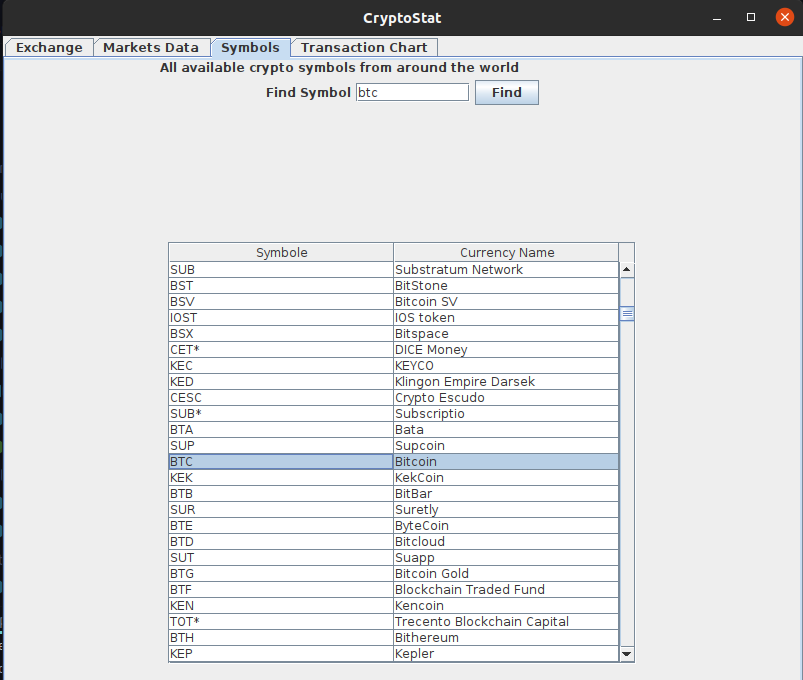 CryptoStat
Exchange Markets Data Symbols Transaction Chart
All available crypto symbols from around the world
Find Symbol btc Find
Symbole Currency Name
SUB Substratum Network
BST BitStone
BSV Bitcoin SV
IOST IOS token
BSX Bitspace
CET* DICE Money
KEC KEYCO
KED Klingon Empire Darsek
CESC Crypto Escudo
SUB* Subscriptio
BTA Bata
SUP Supcoin
BTC Bitcoin
KEK KekCoin
BTB BitBar
SUR Suretly
BTE ByteCoin
BTD Bitcloud
SUT Suapp
BTG Bitcoin Gold
BTF Blockchain Traded Fund
KEN Kencoin
TOT* Trecento Blockchain Capital
BTH Bithereum
KEP Kepler